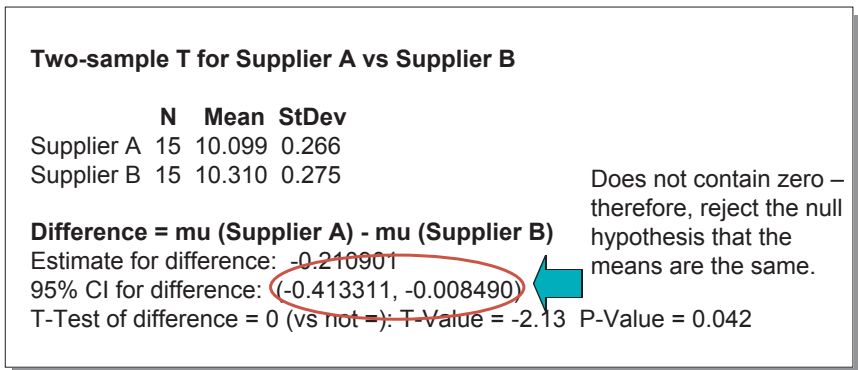 Two-sample T for Supplier A vs Supplier B
N Mean StDev
Supplier A 15 10.099 0.266
Supplier B 15 10.310 0.275
Difference = mu (Supplier A) - mu (Supplier B)
Estimate for difference: -0.210901
95% CI for difference: (-0.413311, -0.008490)
T-Test of difference = 0 (vs not =): T-Value = -2.13 P-Value = 0.042
Does not contain zero –
therefore, reject the null
hypothesis that the
means are the same.